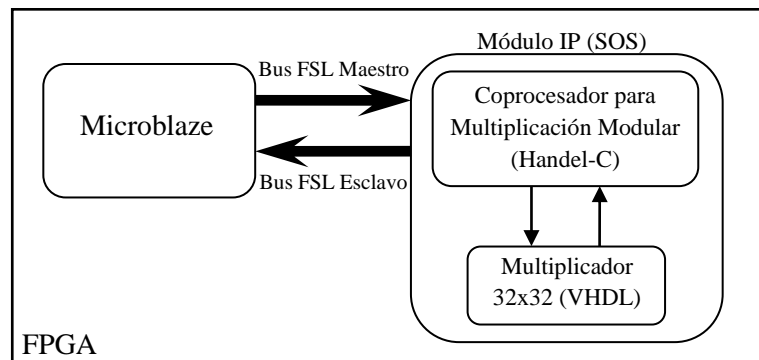 Módulo IP (SOS)
Bus FSL Maestro
Microblaze
Bus FSL Esclavo
Coprocesador para
Multiplicación Modular
(Handel-C)
Multiplicador
32x32 (VHDL)
FPGA